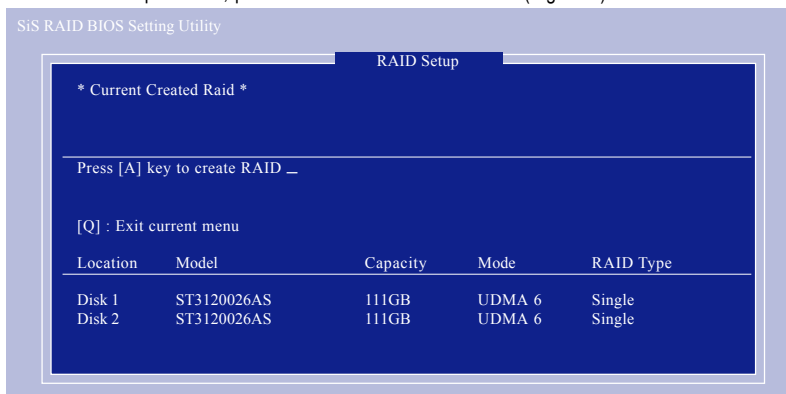 SiS RAID BIOS Setting Utility
RAID Setup
* Current Created Raid *
Press [A] key to create RAID _
[Q] : Exit current menu
Location Model Capacity Mode RAID Type
Disk 1 ST3120026AS 111GB UDMA 6 Single
Disk 2 ST3120026AS 111GB UDMA 6 Single